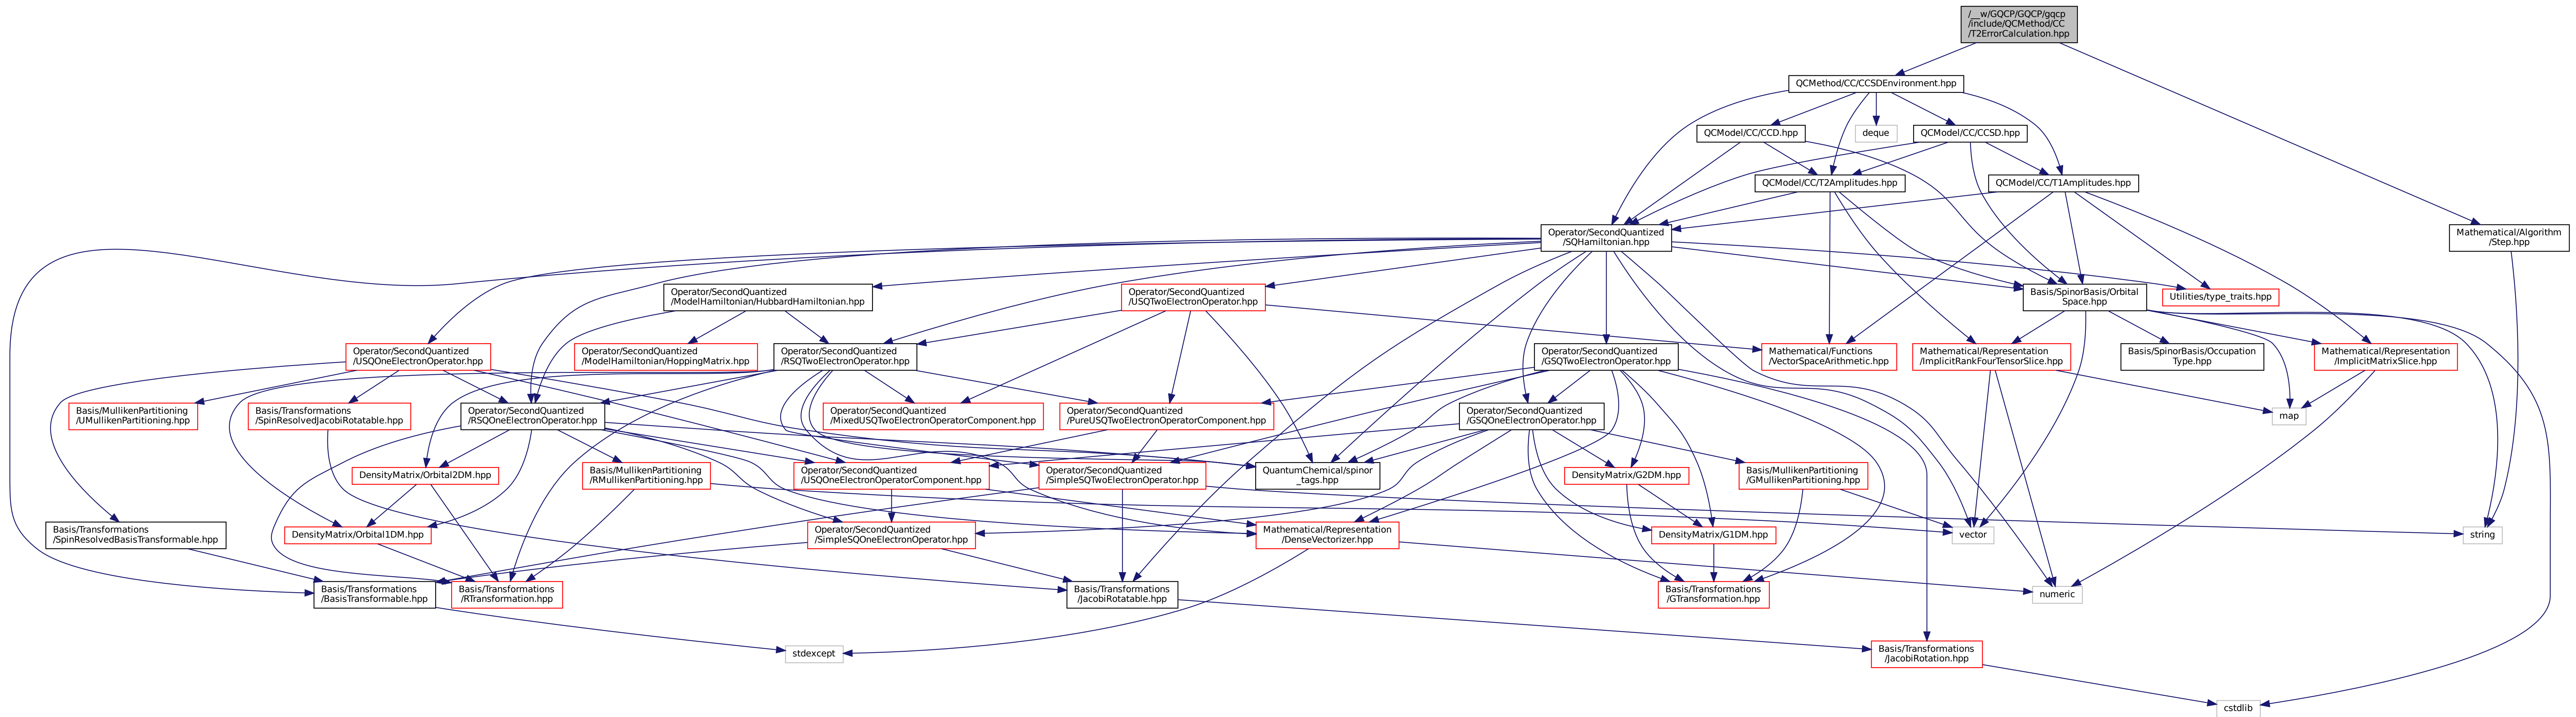 /__w/GQCP/GQCP/gqcp
/include/QCMethod/CC
/T2ErrorCalculation.hpp
QCMethod/CC/CCSDEnvironment.hpp
QCModel/CC/CCD.hpp
deque
QCModel/CC/CCSD.hpp
QCModel/CC/T2Amplitudes.hpp
QCModel/CC/T1Amplitudes.hpp
Operator/SecondQuantized
/SQHamiltonian.hpp
Mathematical/Algorithm
/Step.hpp
Operator/SecondQuantized
/ModelHamiltonian/HubbardHamiltonian.hpp
Operator/SecondQuantized
/USQTwoElectronOperator.hpp
Basis/SpinorBasis/Orbital
Space.hpp
Utilities/type_traits.hpp
Operator/SecondQuantized
/USQOneElectronOperator.hpp
Operator/SecondQuantized
/ModelHamiltonian/HoppingMatrix.hpp
Operator/SecondQuantized
/RSQTwoElectronOperator.hpp
Mathematical/Functions
/VectorSpaceArithmetic.hpp
Operator/SecondQuantized
/GSQTwoElectronOperator.hpp
Mathematical/Representation
/ImplicitRankFourTensorSlice.hpp
Basis/SpinorBasis/Occupation
Type.hpp
Mathematical/Representation
/ImplicitMatrixSlice.hpp
Basis/MullikenPartitioning
/UMullikenPartitioning.hpp
Basis/Transformations
/SpinResolvedJacobiRotatable.hpp
Operator/SecondQuantized
/RSQOneElectronOperator.hpp
Operator/SecondQuantized
/MixedUSQTwoElectronOperatorComponent.hpp
Operator/SecondQuantized
/PureUSQTwoElectronOperatorComponent.hpp
Operator/SecondQuantized
/GSQOneElectronOperator.hpp
map
DensityMatrix/Orbital2DM.hpp
Basis/MullikenPartitioning
/RMullikenPartitioning.hpp
Operator/SecondQuantized
/USQOneElectronOperatorComponent.hpp
Operator/SecondQuantized
/SimpleSQTwoElectronOperator.hpp
QuantumChemical/spinor
_tags.hpp
DensityMatrix/G2DM.hpp
Basis/MullikenPartitioning
/GMullikenPartitioning.hpp
Basis/Transformations
/SpinResolvedBasisTransformable.hpp
DensityMatrix/Orbital1DM.hpp
Operator/SecondQuantized
/SimpleSQOneElectronOperator.hpp
Mathematical/Representation
/DenseVectorizer.hpp
DensityMatrix/G1DM.hpp
vector
string
Basis/Transformations
/BasisTransformable.hpp
Basis/Transformations
/RTransformation.hpp
Basis/Transformations
/JacobiRotatable.hpp
Basis/Transformations
/GTransformation.hpp
numeric
stdexcept
Basis/Transformations
/JacobiRotation.hpp
cstdlib